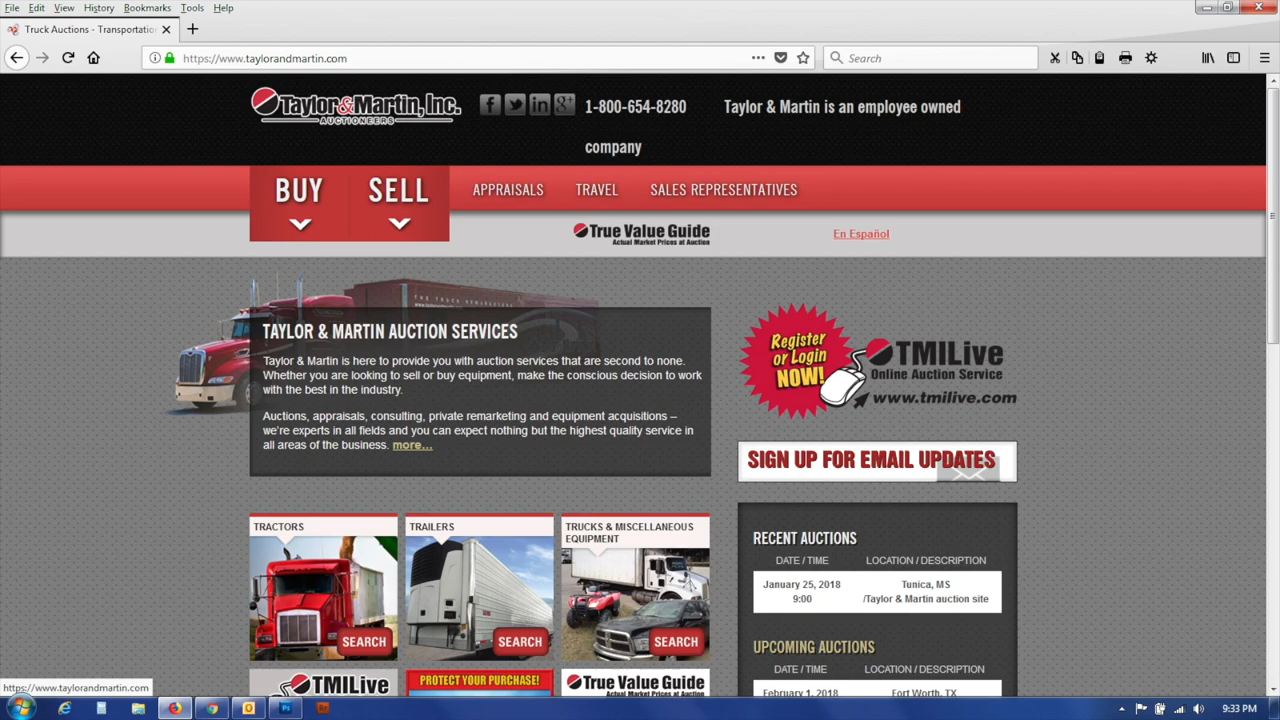 File Edit View History Bookmarks Tools Help
Truck Auctions - Transportatio
https://www.taylorandmartin.com
Search
Taylor & Martin, Inc.
AUCTIONEERS
1-800-654-8280 Taylor & Martin is an employee owned
company
BUY SELL APPRAISALS TRAVEL SALES REPRESENTATIVES
True Value Guide
Actual Market Prices at Auction
En Español
TAYLOR & MARTIN AUCTION SERVICES
Taylor & Martin is here to provide you with auction services that are second to none.
Whether you are looking to sell or buy equipment, make the conscious decision to work
with the best in the industry.
Auctions, appraisals, consulting, private remarketing and equipment acquisitions –
we're experts in all fields and you can expect nothing but the highest quality service in
all areas of the business. more...
Register
or Login
NOW!
TMILive
Online Auction Service
www.tmilive.com
SIGN UP FOR EMAIL UPDATES
TRACTORS
SEARCH
TRAILERS
SEARCH
TRUCKS & MISCELLANEOUS
EQUIPMENT
SEARCH
RECENT AUCTIONS
DATE / TIME LOCATION / DESCRIPTION
January 25, 2018 Tunica, MS
9:00 /Taylor & Martin auction site
UPCOMING AUCTIONS
DATE / TIME LOCATION / DESCRIPTION
February 1, 2018 Fort Worth, TX
TMILive
PROTECT YOUR PURCHASE!
True Value Guide
https://www.taylorandmartin.com
9:33 PM